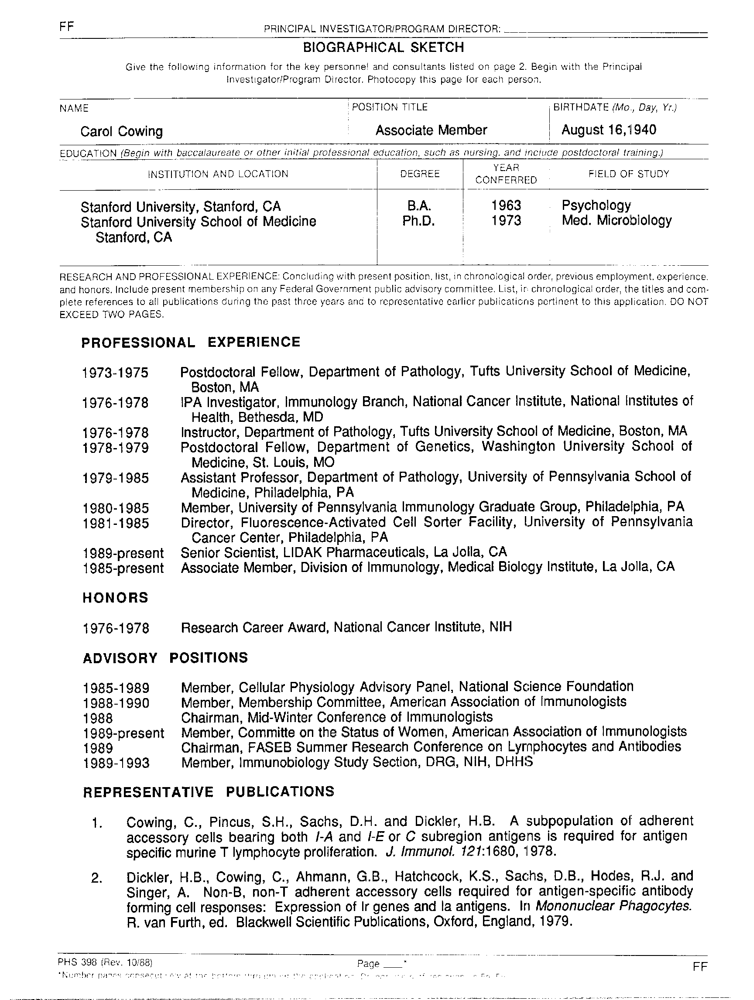 FF
PRINCIPAL INVESTIGATOR/PROGRAM DIRECTOR:
BIOGRAPHICAL SKETCH
Give the following information for the key personnel and consultants listed on page 2. Begin with the Principal
Investigator/Program Director. Photocopy this page for each person.
NAME POSITION TITLE BIRTHDATE (Mo., Day, Yr.)
Carol Cowing Associate Member August 16,1940
EDUCATION (Begin with baccalaureate or other initial professional education, such as nursing, and include postdoctoral training.)
INSTITUTION AND LOCATION DEGREE YEAR CONFERRED FIELD OF STUDY
Stanford University, Stanford, CA B.A. 1963 Psychology
Stanford University School of Medicine Ph.D. 1973 Med. Microbiology
Stanford, CA
RESEARCH AND PROFESSIONAL EXPERIENCE: Concluding with present position, list, in chronological order, previous employment, experience,
and honors. Include present membership on any Federal Government public advisory committee. List, in chronological order, the titles and com-
plete references to all publications during the past three years and to representative earlier publications pertinent to this application. DO NOT
EXCEED TWO PAGES.
PROFESSIONAL EXPERIENCE
1973-1975 Postdoctoral Fellow, Department of Pathology, Tufts University School of Medicine,
Boston, MA
1976-1978 IPA Investigator, Immunology Branch, National Cancer Institute, National Institutes of
Health, Bethesda, MD
1976-1978 Instructor, Department of Pathology, Tufts University School of Medicine, Boston, MA
1978-1979 Postdoctoral Fellow, Department of Genetics, Washington University School of
Medicine, St. Louis, MO
1979-1985 Assistant Professor, Department of Pathology, University of Pennsylvania School of
Medicine, Philadelphia, PA
1980-1985 Member, University of Pennsylvania Immunology Graduate Group, Philadelphia, PA
1981-1985 Director, Fluorescence-Activated Cell Sorter Facility, University of Pennsylvania
Cancer Center, Philadelphia, PA
1989-present Senior Scientist, LIDAK Pharmaceuticals, La Jolla, CA
1985-present Associate Member, Division of Immunology, Medical Biology Institute, La Jolla, CA
HONORS
1976-1978 Research Career Award, National Cancer Institute, NIH
ADVISORY POSITIONS
1985-1989 Member, Cellular Physiology Advisory Panel, National Science Foundation
1988-1990 Member, Membership Committee, American Association of Immunologists
1988 Chairman, Mid-Winter Conference of Immunologists
1989-present Member, Committe on the Status of Women, American Association of Immunologists
1989 Chairman, FASEB Summer Research Conference on Lymphocytes and Antibodies
1989-1993 Member, Immunobiology Study Section, DRG, NIH, DHHS
REPRESENTATIVE PUBLICATIONS
1. Cowing, C., Pincus, S.H., Sachs, D.H. and Dickler, H.B. A subpopulation of adherent
accessory cells bearing both I-A and I-E or C subregion antigens is required for antigen
specific murine T lymphocyte proliferation. J. Immunol. 121:1680, 1978.
2. Dickler, H.B., Cowing, C., Ahmann, G.B., Hatchcock, K.S., Sachs, D.B., Hodes, R.J. and
Singer, A. Non-B, non-T adherent accessory cells required for antigen-specific antibody
forming cell responses: Expression of Ir genes and Ia antigens. In Mononuclear Phagocytes.
R. van Furth, ed. Blackwell Scientific Publications, Oxford, England, 1979.
PHS 398 (Rev. 10/88) Page ____* FF
*Number pages consecutively at the bottom